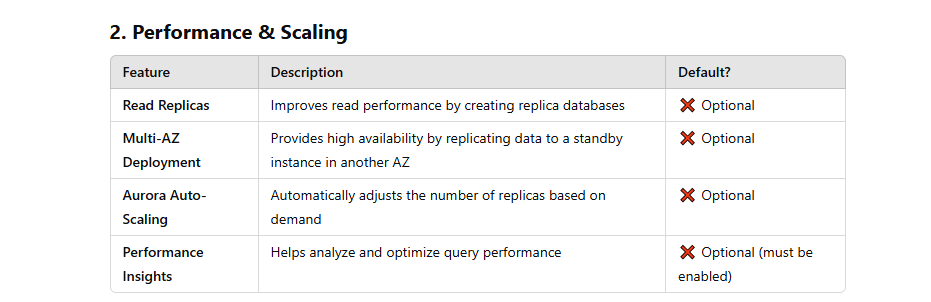 2. Performance & Scaling
Feature Description Default?
Read Replicas Improves read performance by creating replica databases ❌ Optional
Multi-AZ Provides high availability by replicating data to a standby ❌ Optional
Deployment instance in another AZ
Aurora Auto- Automatically adjusts the number of replicas based on ❌ Optional
Scaling demand
Performance Helps analyze and optimize query performance ❌ Optional (must be
Insights enabled)